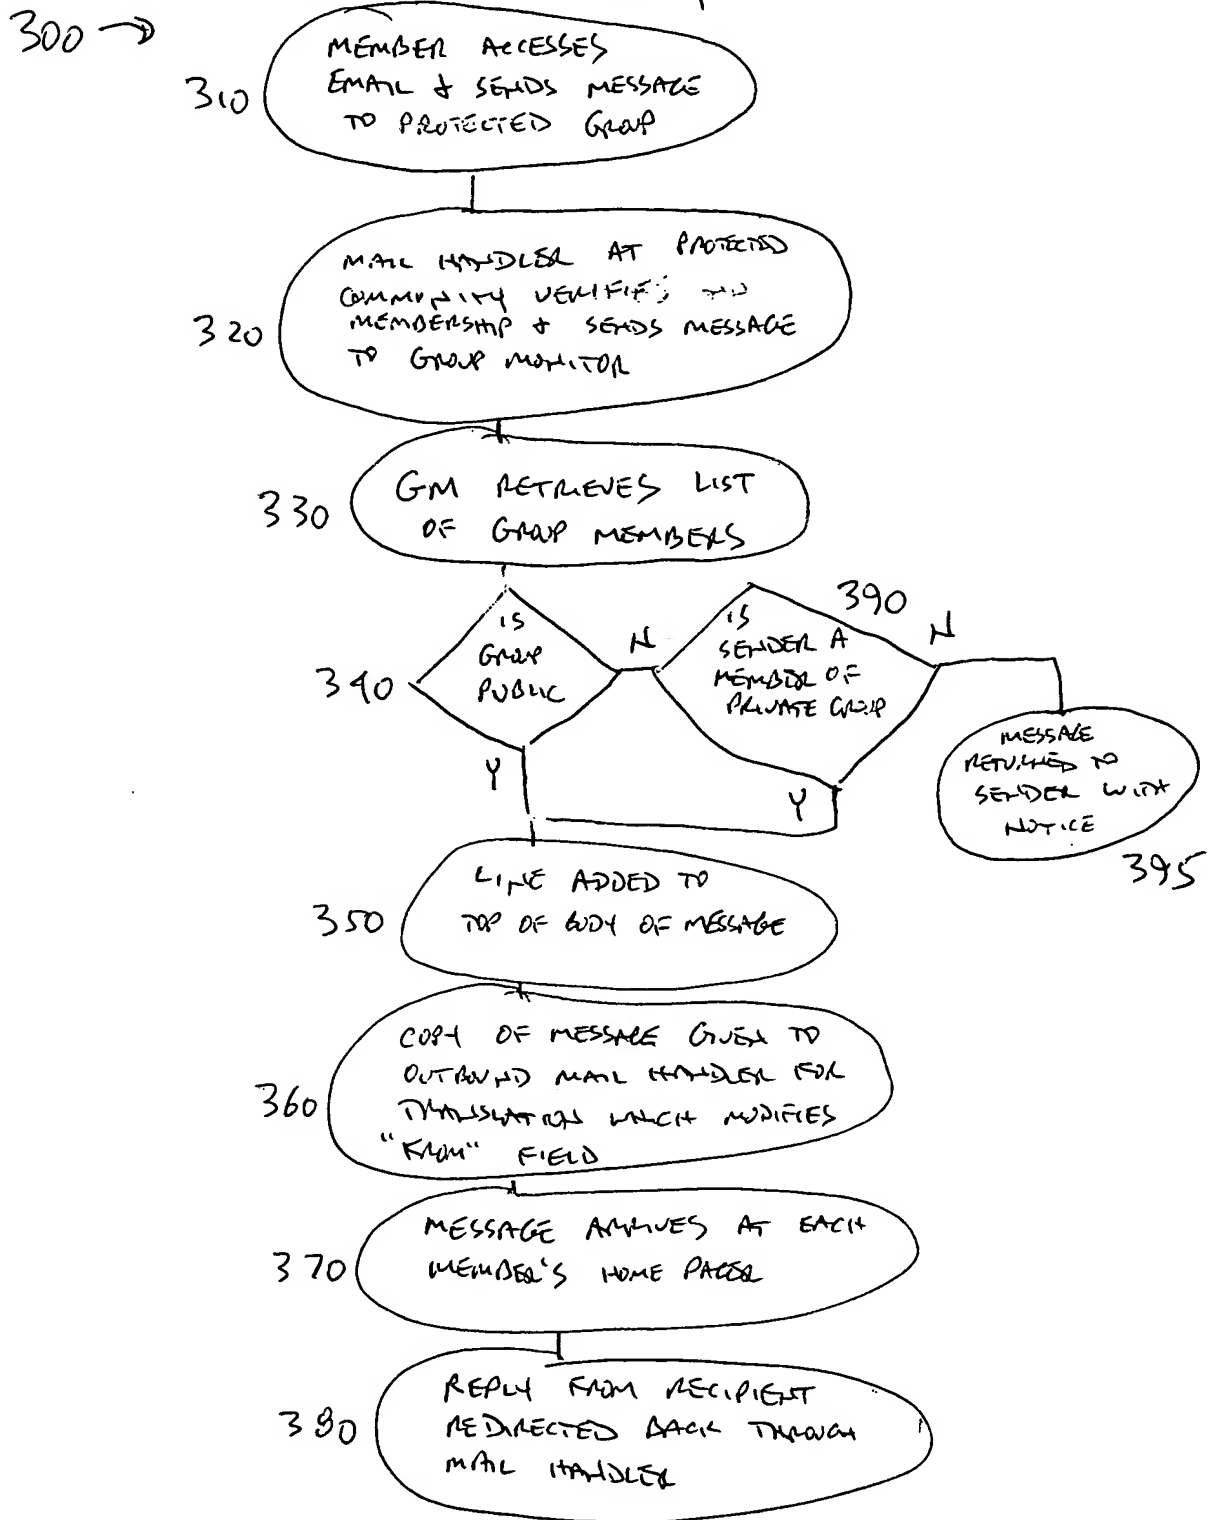 300 →
310
MEMBER ACCESSES
EMAIL & SENDS MESSAGE
TO PROTECTED GROUP
320
MAIL HANDLER AT PROTECTED
COMMUNITY VERIFIES
MEMBERSHIP & SENDS MESSAGE
TO GROUP MONITOR
330
GM RETRIEVES LIST
OF GROUP MEMBERS
340
IS
GROUP
PUBLIC
N
Y
390
IS
SENDER A
MEMBER OF
PRIVATE GROUP
N
Y
MESSAGE
RETURNED TO
SENDER WITH
NOTICE
395
350
LINE ADDED TO
TOP OF BODY OF MESSAGE
360
COPY OF MESSAGE GIVEN TO
OUTBOUND MAIL HANDLER FOR
TRANSLATION WHICH MODIFIES
"FROM" FIELD
370
MESSAGE ARRIVES AT EACH
MEMBER'S HOME
380
REPLY FROM RECIPIENT
REDIRECTED BACK THROUGH
MAIL HANDLER